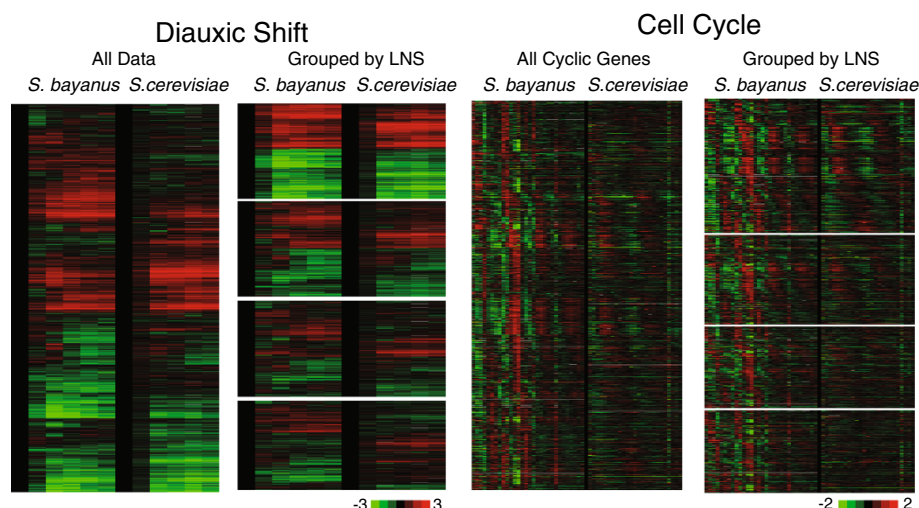 Diauxic Shift
Cell Cycle
All Data
Grouped by LNS
All Cyclic Genes
Grouped by LNS
S. bayanus S.cerevisiae
S. bayanus S.cerevisiae
S. bayanus S.cerevisiae
S. bayanus S.cerevisiae
-3 3
-2 2